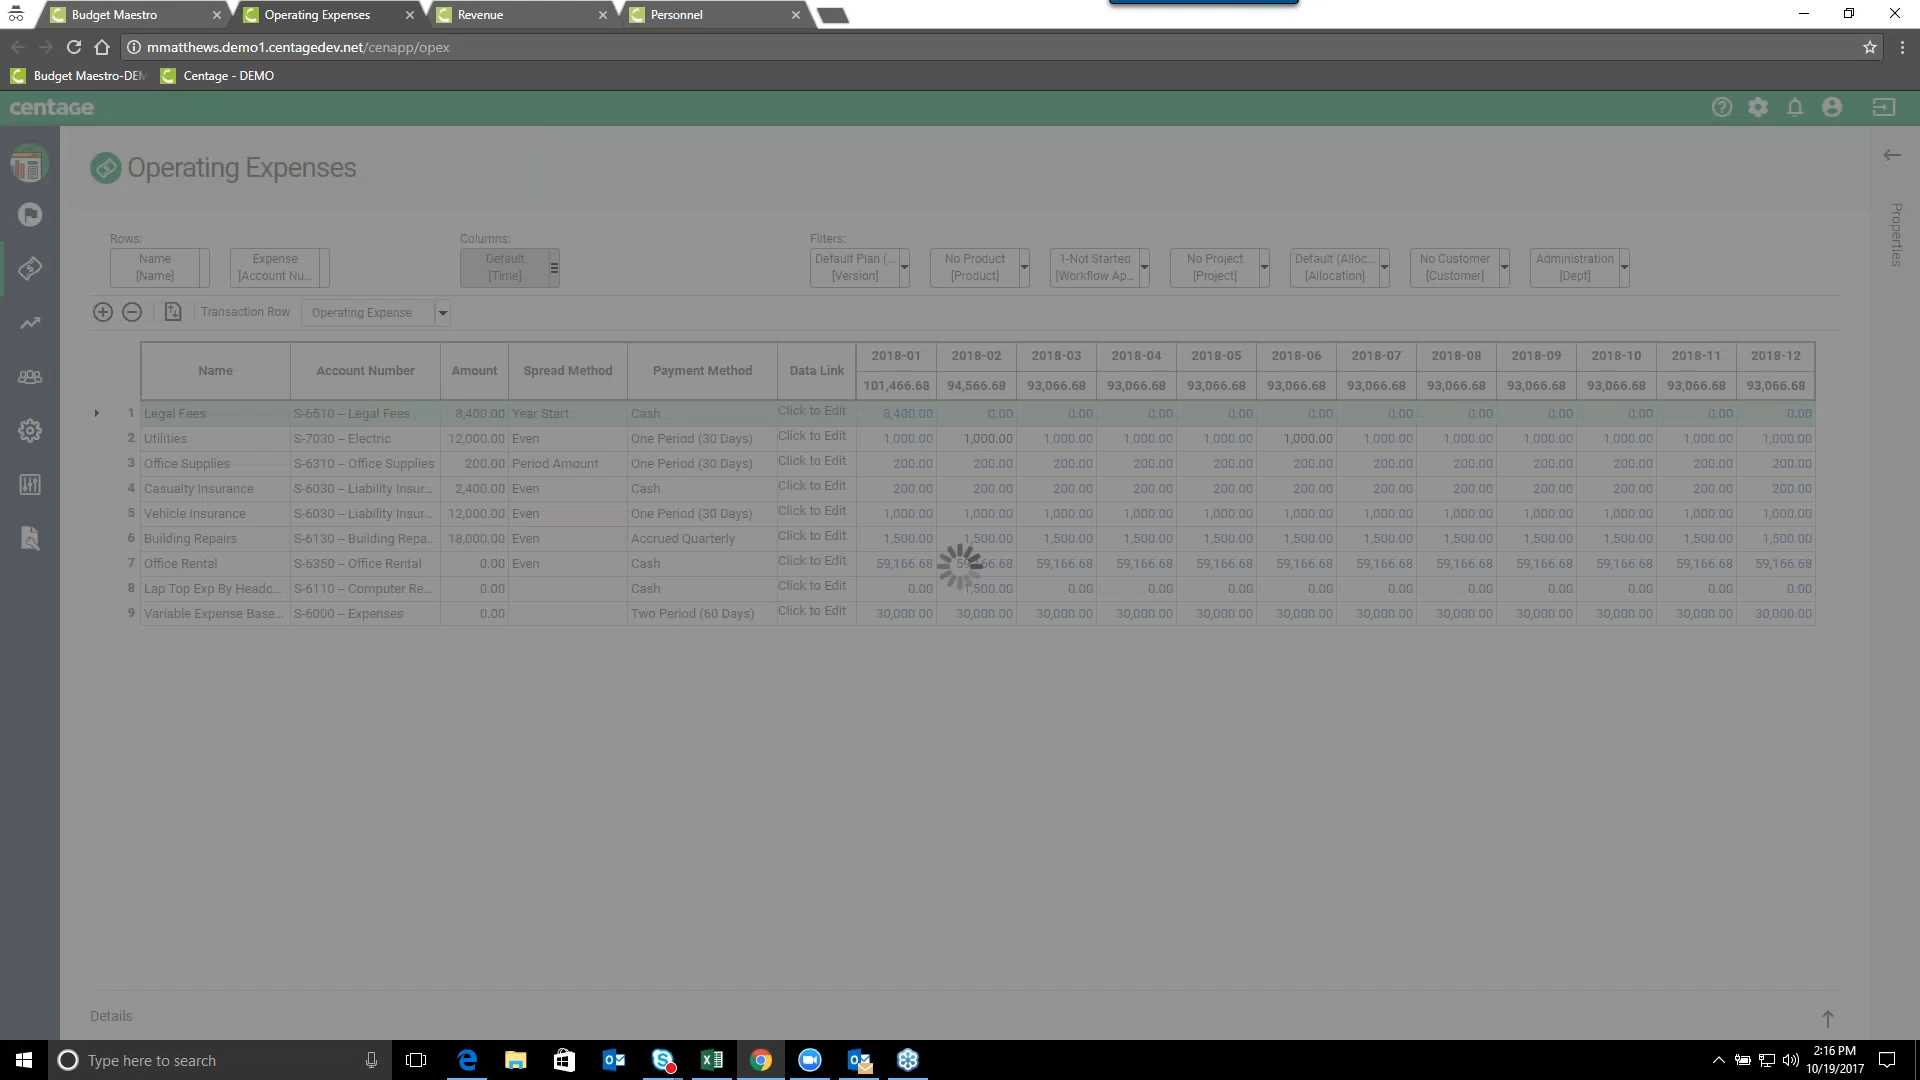 Budget Maestro
Operating Expenses
Revenue
Personnel
mmatthews.demo1.centagedev.net/cenapp/opex
Budget Maestro-DEM
Centage - DEMO
centage
Operating Expenses
Properties
Rows:
Columns:
Filters:
Name
[Name]
Expense
[Account Nu...
Default
[Time]
Default Plan (...
[Version]
No Product
[Product]
1-Not Started
[Workflow Ap...
No Project
[Project]
Default (Alloc...
[Allocation]
No Customer
[Customer]
Administration
[Dept]
Transaction Row Operating Expense
Name Account Number Amount Spread Method Payment Method Data Link 2018-01 2018-02 2018-03 2018-04 2018-05 2018-06 2018-07 2018-08 2018-09 2018-10 2018-11 2018-12
101,466.68 94,566.68 93,066.68 93,066.68 93,066.68 93,066.68 93,066.68 93,066.68 93,066.68 93,066.68 93,066.68 93,066.68
1 Legal Fees S-6510 – Legal Fees 8,400.00 Year Start Cash Click to Edit 8,400.00 0.00 0.00 0.00 0.00 0.00 0.00 0.00 0.00 0.00 0.00 0.00
2 Utilities S-7030 – Electric 12,000.00 Even One Period (30 Days) Click to Edit 1,000.00 1,000.00 1,000.00 1,000.00 1,000.00 1,000.00 1,000.00 1,000.00 1,000.00 1,000.00 1,000.00 1,000.00
3 Office Supplies S-6310 – Office Supplies 200.00 Period Amount One Period (30 Days) Click to Edit 200.00 200.00 200.00 200.00 200.00 200.00 200.00 200.00 200.00 200.00 200.00 200.00
4 Casualty Insurance S-6030 – Liability Insur... 2,400.00 Even Cash Click to Edit 200.00 200.00 200.00 200.00 200.00 200.00 200.00 200.00 200.00 200.00 200.00 200.00
5 Vehicle Insurance S-6030 – Liability Insur... 12,000.00 Even One Period (30 Days) Click to Edit 1,000.00 1,000.00 1,000.00 1,000.00 1,000.00 1,000.00 1,000.00 1,000.00 1,000.00 1,000.00 1,000.00 1,000.00
6 Building Repairs S-6130 – Building Repa... 18,000.00 Even Accrued Quarterly Click to Edit 1,500.00 1,500.00 1,500.00 1,500.00 1,500.00 1,500.00 1,500.00 1,500.00 1,500.00 1,500.00 1,500.00 1,500.00
7 Office Rental S-6350 – Office Rental 0.00 Even Cash Click to Edit 59,166.68 59,166.68 59,166.68 59,166.68 59,166.68 59,166.68 59,166.68 59,166.68 59,166.68 59,166.68 59,166.68
8 Lap Top Exp By Headc... S-6110 – Computer Re... 0.00 Cash Click to Edit 0.00 1,500.00 0.00 0.00 0.00 0.00 0.00 0.00 0.00 0.00 0.00 0.00
9 Variable Expense Base... S-6000 – Expenses 0.00 Two Period (60 Days) Click to Edit 30,000.00 30,000.00 30,000.00 30,000.00 30,000.00 30,000.00 30,000.00 30,000.00 30,000.00 30,000.00 30,000.00 30,000.00
Details
Type here to search
2:16 PM
10/19/2017